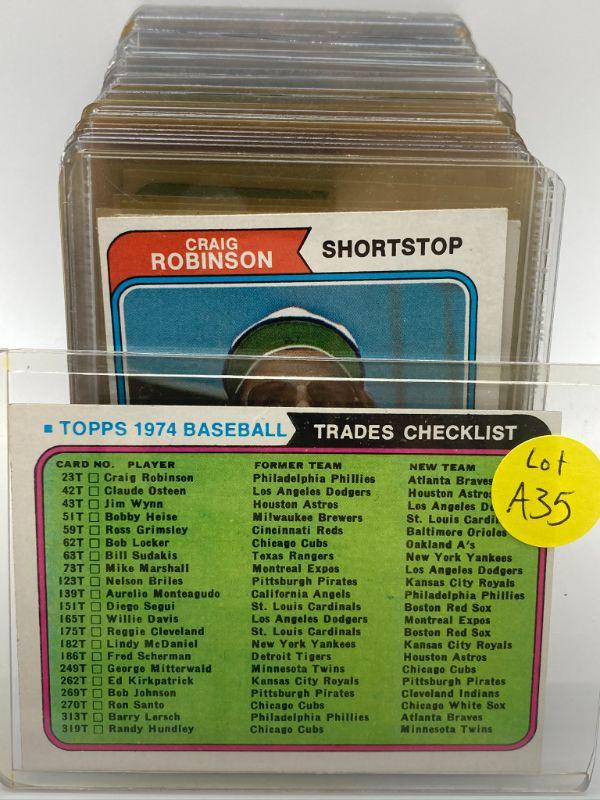 CRAIG
ROBINSON
SHORTSTOP
TOPPS 1974 BASEBALL TRADES CHECKLIST
CARD NO. PLAYER FORMER TEAM NEW TEAM
23T Craig Robinson Philadelphia Phillies Atlanta Braves
42T Claude Osteen Los Angeles Dodgers Houston Astros
43T Jim Wynn Houston Astros Los Angeles
51T Bobby Heise Milwaukee Brewers St. Louis
59T Ross Grimsley Cincinnati Reds Baltimore Orioles
62T Bob Locker Chicago Cubs Oakland A's
63T Bill Sudakis Texas Rangers New York Yankees
73T Mike Marshall Montreal Expos Los Angeles Dodgers
123T Nelson Briles Pittsburgh Pirates Kansas City Royals
139T Aurelio Monteagudo California Angels Philadelphia Phillies
151T Diego Segui St. Louis Cardinals Boston Red Sox
165T Willie Davis Los Angeles Dodgers Montreal Expos
175T Reggie Cleveland St. Louis Cardinals Boston Red Sox
182T Lindy McDaniel New York Yankees Kansas City Royals
186T Fred Scherman Detroit Tigers Houston Astros
249T George Mitterwald Minnesota Twins Chicago Cubs
262T Ed Kirkpatrick Kansas City Royals Pittsburgh Pirates
269T Bob Johnson Pittsburgh Pirates Cleveland Indians
270T Ron Santo Chicago Cubs Chicago White Sox
313T Barry Lersch Philadelphia Phillies Atlanta Braves
319T Randy Hundley Chicago Cubs Minnesota Twins
Lot
A35